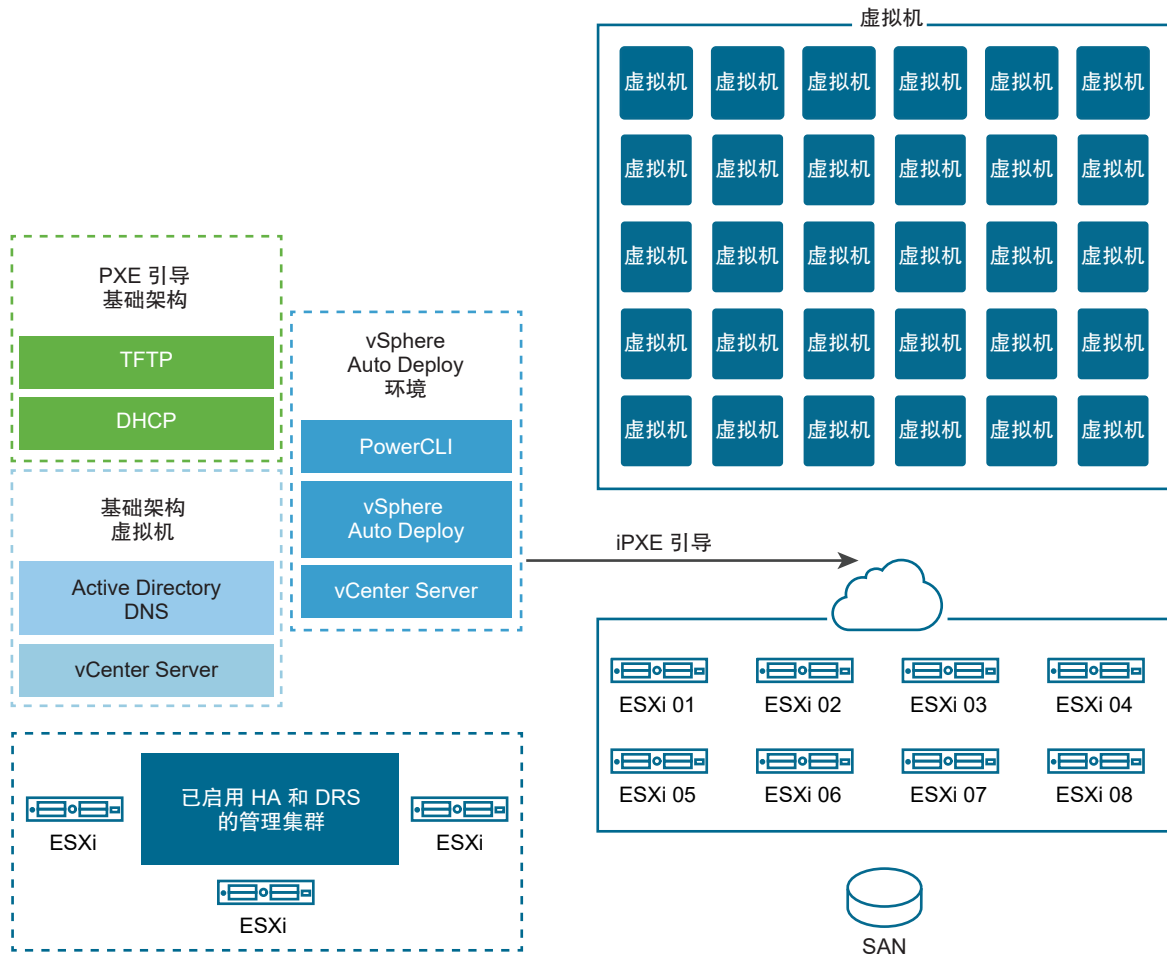 虚拟机
虚拟机 虚拟机 虚拟机 虚拟机 虚拟机 虚拟机
虚拟机 虚拟机 虚拟机 虚拟机 虚拟机 虚拟机
虚拟机 虚拟机 虚拟机 虚拟机 虚拟机 虚拟机
虚拟机 虚拟机 虚拟机 虚拟机 虚拟机 虚拟机
虚拟机 虚拟机 虚拟机 虚拟机 虚拟机 虚拟机
PXE 引导
基础架构
TFTP
DHCP
基础架构
虚拟机
Active Directory
DNS
vCenter Server
vSphere
Auto Deploy
环境
PowerCLI
vSphere
Auto Deploy
vCenter Server
iPXE 引导
ESXi 01 ESXi 02 ESXi 03 ESXi 04
ESXi 05 ESXi 06 ESXi 07 ESXi 08
已启用 HA 和 DRS
的管理集群
ESXi
ESXi
ESXi
SAN